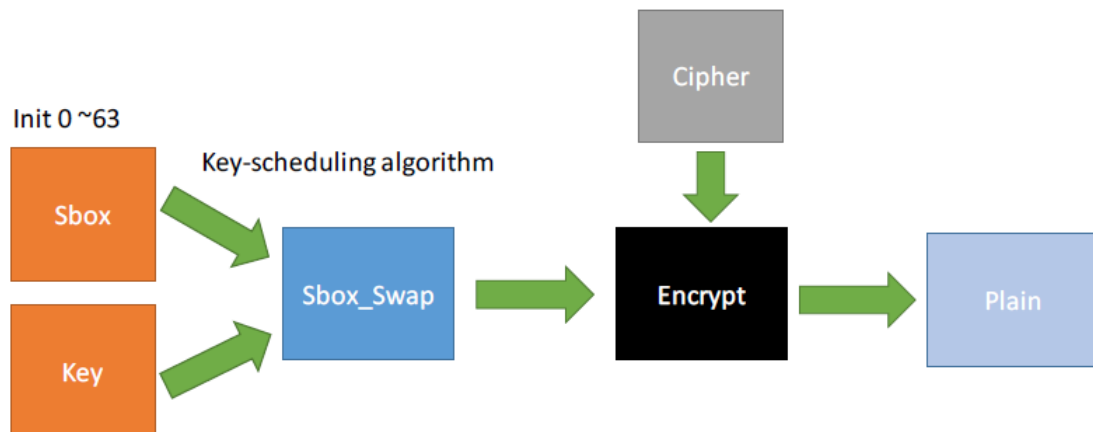 Cipher
Init 0 ~63
Key-scheduling algorithm
Sbox
Sbox_Swap
Encrypt
Plain
Key